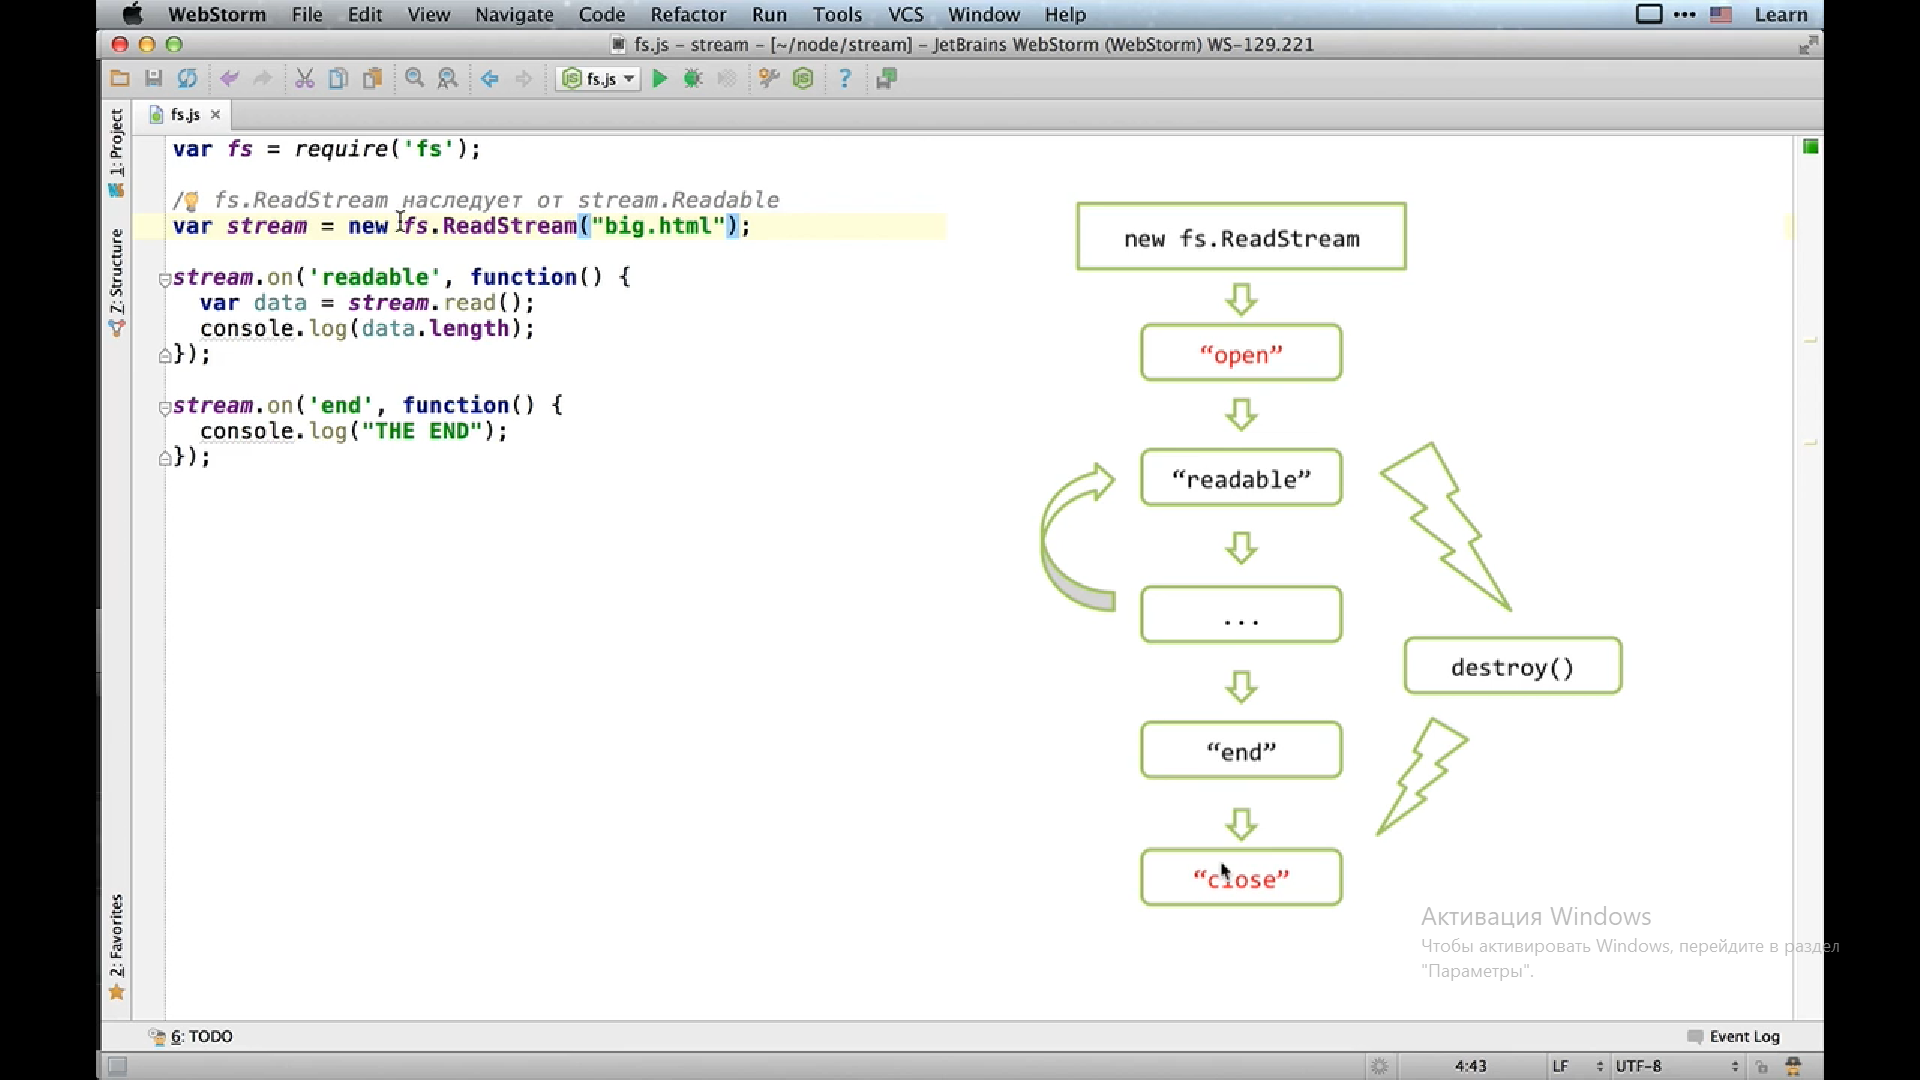 WebStorm File Edit View Navigate Code Refactor Run Tools VCS Window Help Learn
fs.js – stream – [~/node/stream] – JetBrains WebStorm (WebStorm) WS-129.221
fs.js
fs.js
1: Project
Z: Structure
2: Favorites
var fs = require('fs');
/ fs.ReadStream наследует от stream.Readable
var stream = new fs.ReadStream("big.html");
stream.on('readable', function() {
var data = stream.read();
console.log(data.length);
});
stream.on('end', function() {
console.log("THE END");
});
new fs.ReadStream
“open”
“readable”
...
destroy()
“end”
“close”
Активация Windows
Чтобы активировать Windows, перейдите в раздел
"Параметры".
6: TODO
Event Log
4:43 LF UTF-8